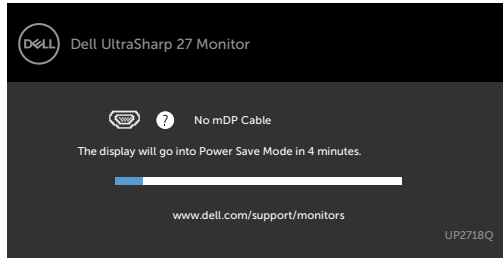 DELL
Dell UltraSharp 27 Monitor
? No mDP Cable
The display will go into Power Save Mode in 4 minutes.
www.dell.com/support/monitors
UP2718Q